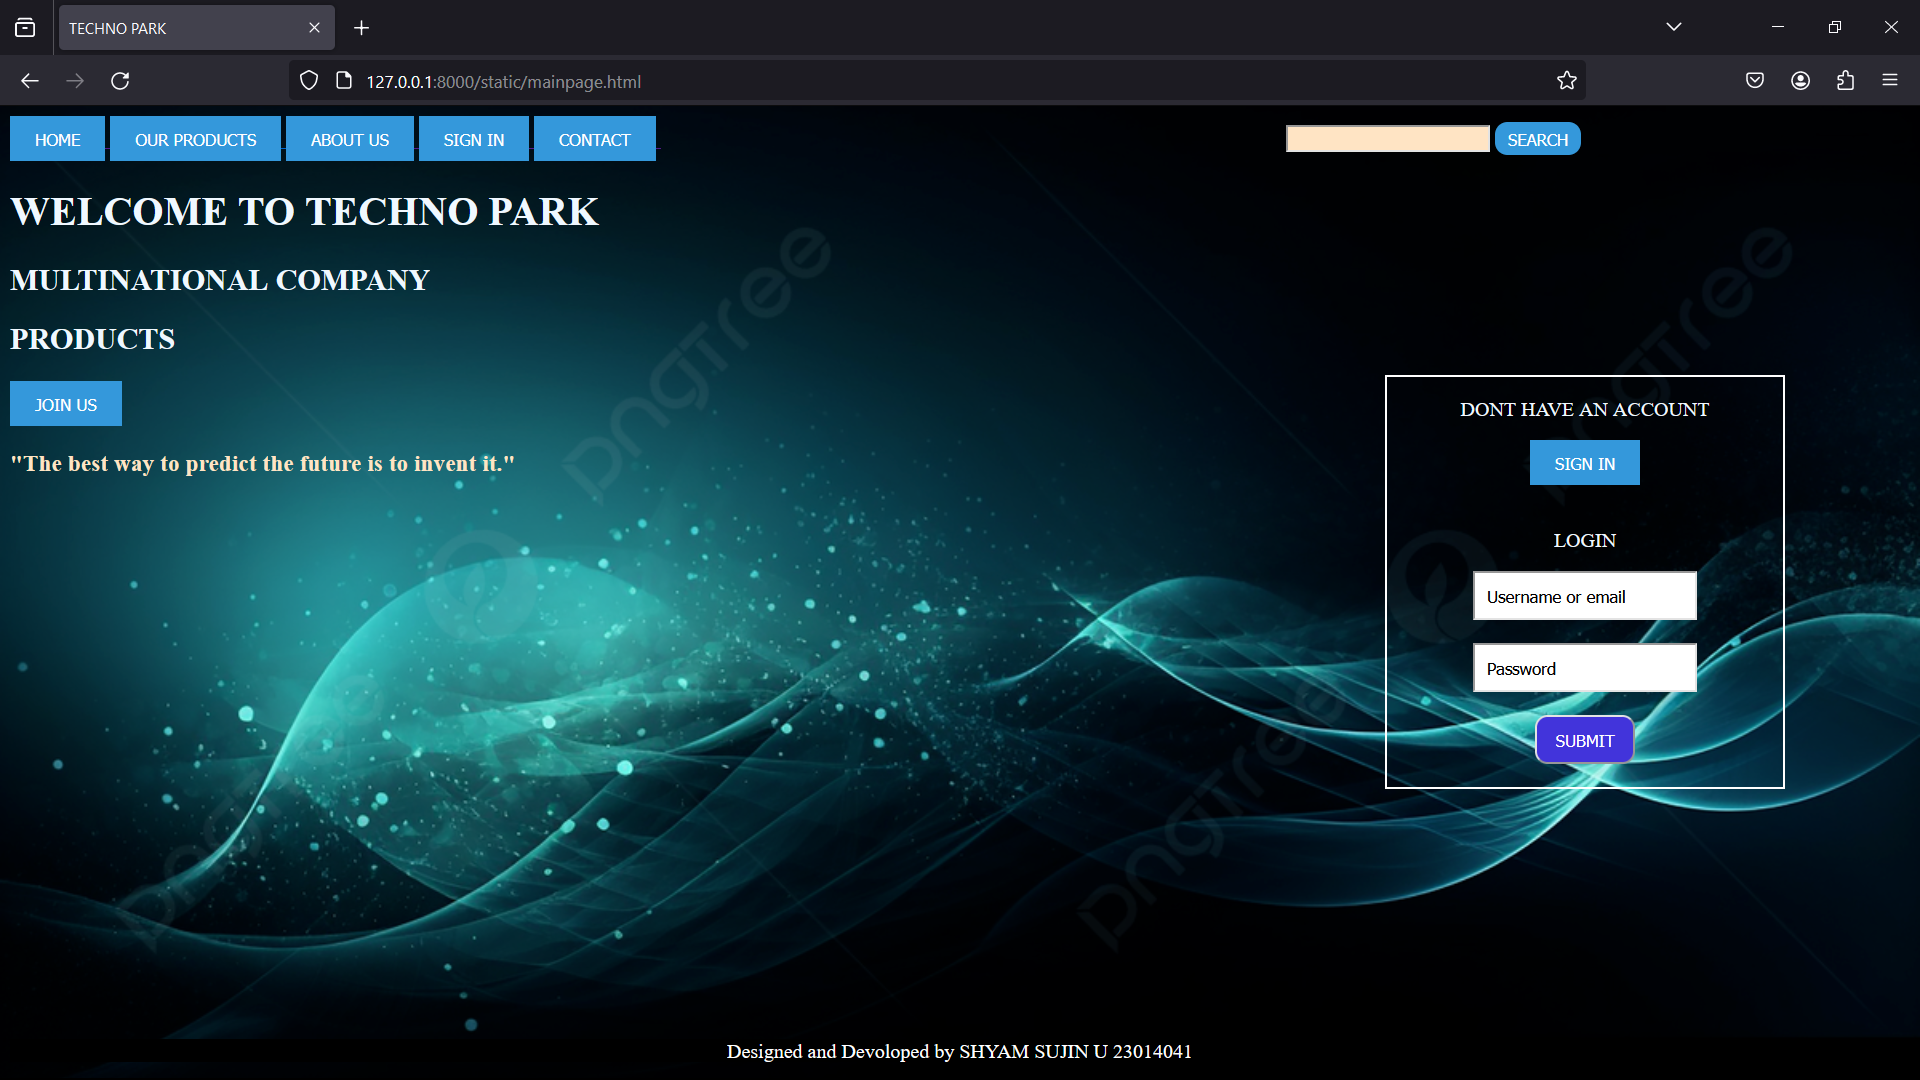 TECHNO PARK
127.0.0.1:8000/static/mainpage.html
HOME OUR PRODUCTS ABOUT US SIGN IN CONTACT SEARCH
WELCOME TO TECHNO PARK
MULTINATIONAL COMPANY
PRODUCTS
JOIN US
"The best way to predict the future is to invent it."
DONT HAVE AN ACCOUNT
SIGN IN
LOGIN
Username or email
Password
SUBMIT
Designed and Devoloped by SHYAM SUJIN U 23014041
pngtree
pngtree
pngtree
pngtree